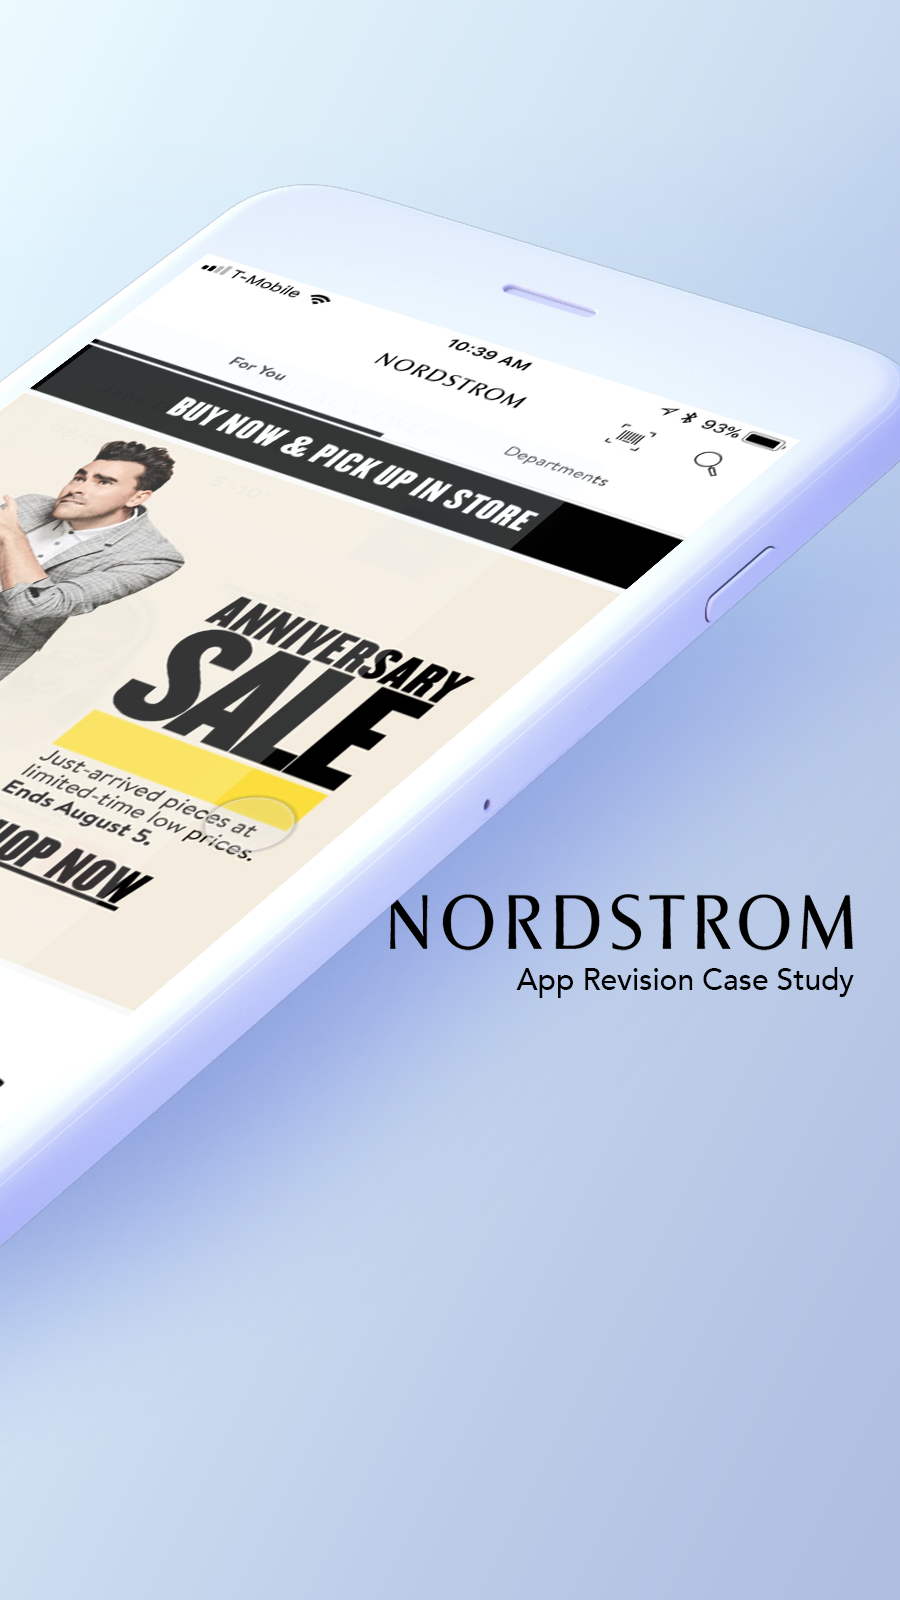 T-Mobile
10:39 AM
93%
NORDSTROM
For You
Departments
BUY NOW & PICK UP IN STORE
ANNIVERSARY
SALE
Just-arrived pieces at
limited-time low prices.
Ends August 5.
HOP NOW
NORDSTROM
App Revision Case Study